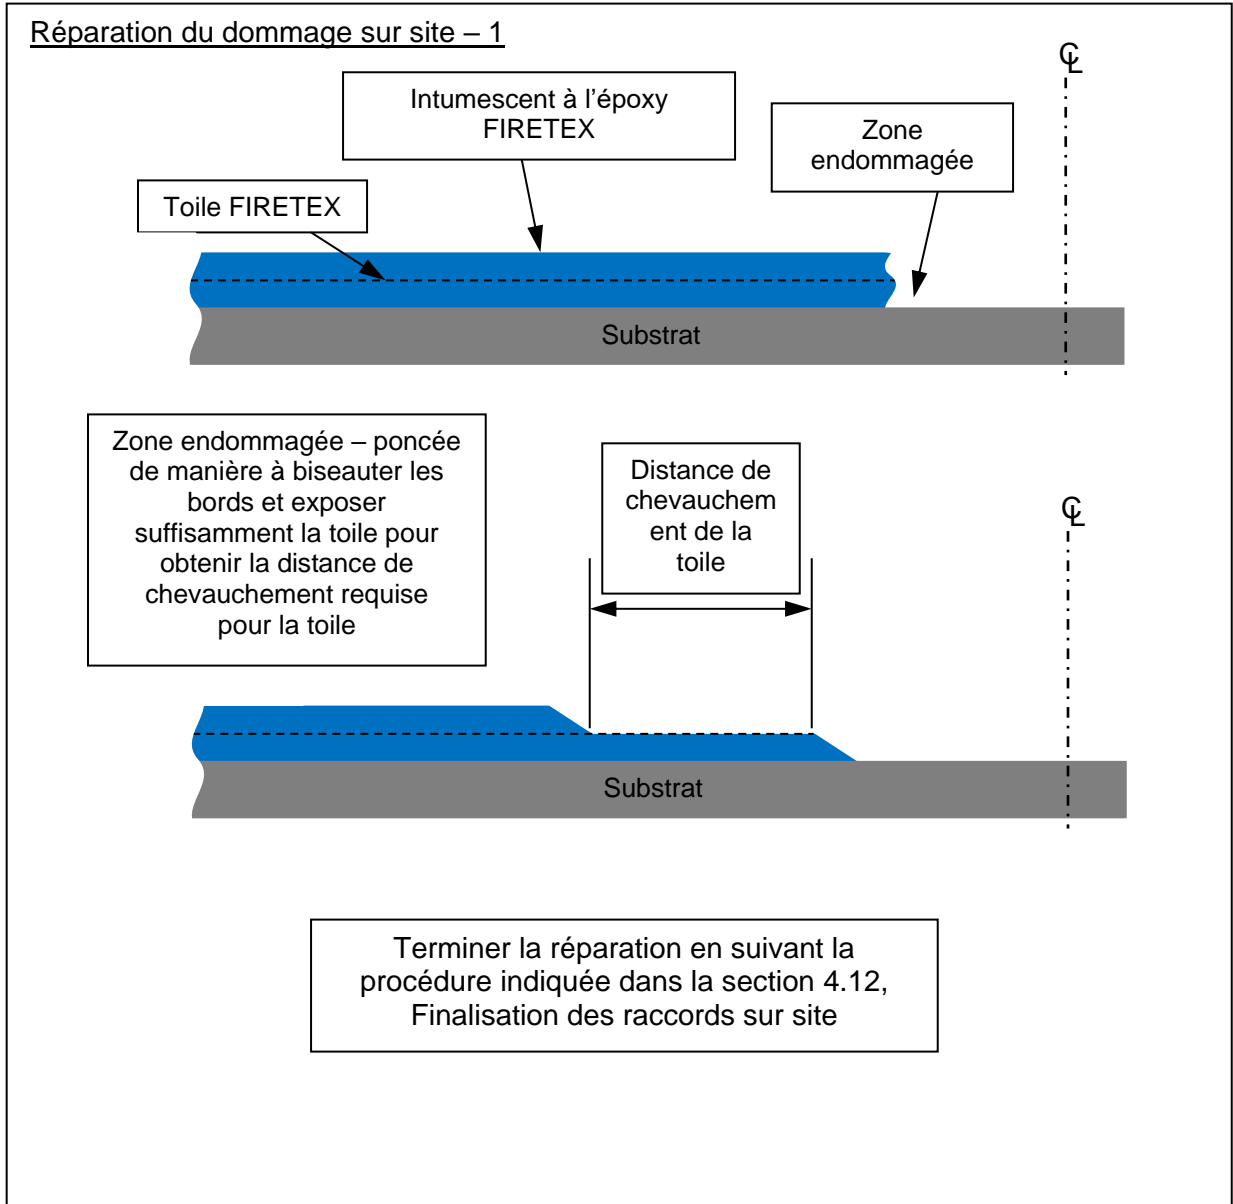 Réparation du dommage sur site – 1
℄
Intumescent à l’époxy
FIRETEX
Zone
endommagée
Toile FIRETEX
Substrat
Zone endommagée – poncée
de manière à biseauter les
bords et exposer
suffisamment la toile pour
obtenir la distance de
chevauchement requise
pour la toile
Distance de
chevauchem
ent de la
toile
℄
Substrat
Terminer la réparation en suivant la
procédure indiquée dans la section 4.12,
Finalisation des raccords sur site